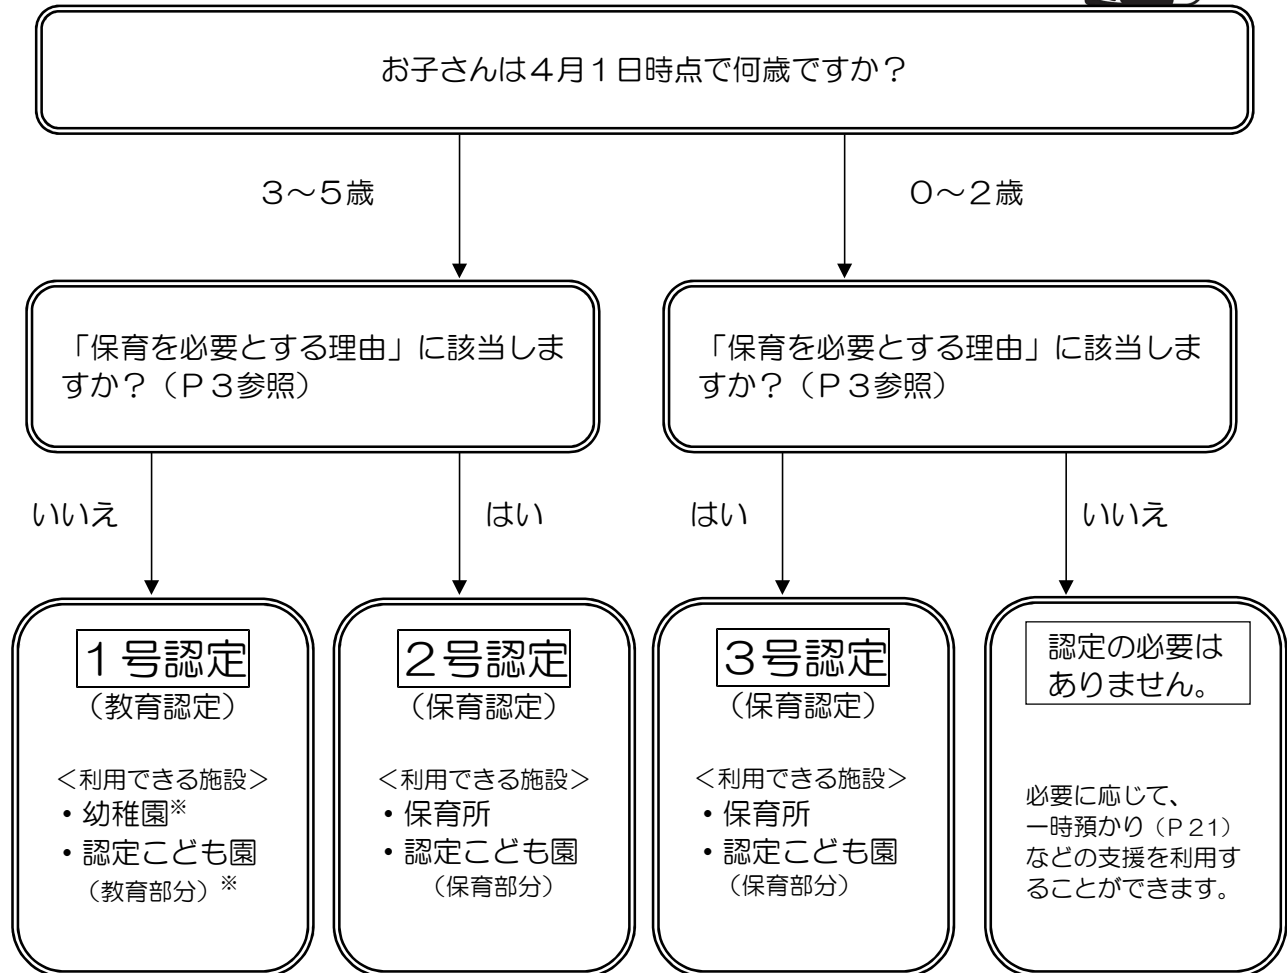 お子さんは４月１日時点で何歳ですか？
３～５歳
０～２歳
「保育を必要とする理由」に該当しま
すか？（Ｐ３参照）
「保育を必要とする理由」に該当しま
すか？（Ｐ３参照）
いいえ
はい
はい
いいえ
１号認定
（教育認定）
＜利用できる施設＞
・幼稚園※
・認定こども園
（教育部分）※
２号認定
（保育認定）
＜利用できる施設＞
・保育所
・認定こども園
（保育部分）
３号認定
（保育認定）
＜利用できる施設＞
・保育所
・認定こども園
（保育部分）
認定の必要は
ありません。
必要に応じて、
一時預かり（Ｐ21）
などの支援を利用す
ることができます。